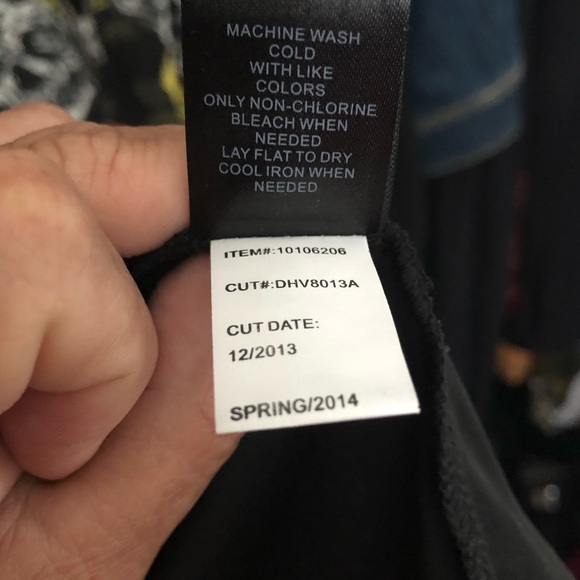 MACHINE WASH
COLD
WITH LIKE
COLORS
ONLY NON-CHLORINE
BLEACH WHEN
NEEDED
LAY FLAT TO DRY
COOL IRON WHEN
NEEDED
ITEM#:10106206
CUT#:DHV8013A
CUT DATE:
12/2013
SPRING/2014